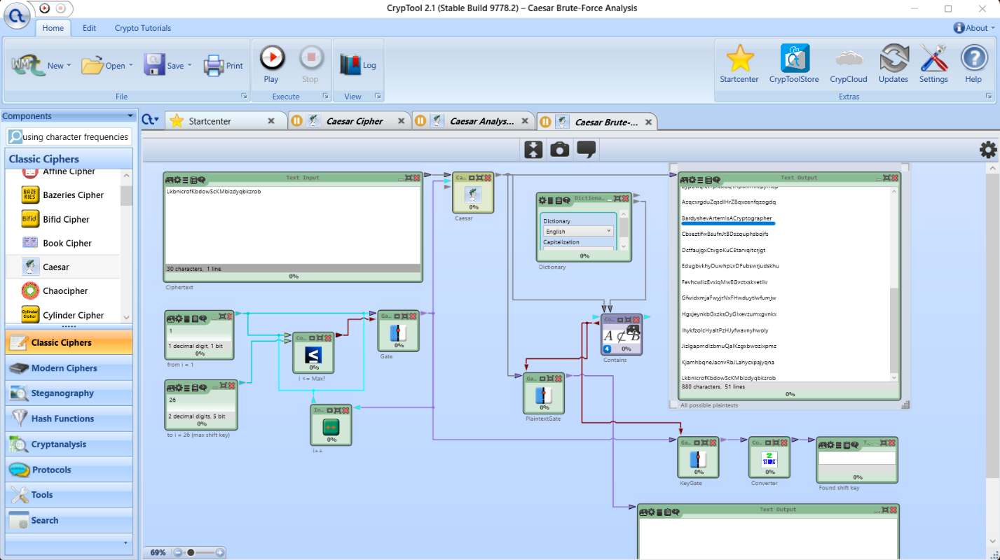 CrypTool 2.1 (Stable Build 9778.2) – Caesar Brute-Force Analysis
Home Edit Crypto Tutorials About
New Open Save Print Play Stop Log Startcenter CrypToolStore CrypCloud Updates Settings Help
File Execute View Extras
Components
Startcenter Caesar Cipher Caesar Analys... Caesar Brute-...
using character frequencies
Classic Ciphers
Affine Cipher
Bazeries Cipher
Bifid Cipher
Book Cipher
Caesar
Chaocipher
Cylinder Cipher
Classic Ciphers
Modern Ciphers
Steganography
Hash Functions
Cryptanalysis
Protocols
Tools
Search
Text Input
LkbnicrofKbdowScKMbizdyqbkzrob
30 characters, 1 line
0%
Ciphertext
Ca...
0%
Caesar
Dictiona...
Dictionary
English
Capitalization
0%
Dictionary
Text Output
AzqcxrgduZqsdlHrZBqxosnfqzogdq
BardyshevArtemIsACryptographer
CbseztifwBsufnJtBDszquphsbqifs
DctfaujgxCtvgoKuCEtarvqitcrjgt
EdugbvkhyDuwhpLvDFubswrjudskhu
FevhcwlizEvxiqMwEGvctxskvetliv
GfwidxmjaFwyjrNxFHwduytlwfumjw
HgxjeynkbGxzksOyGIxevzumxgvnkx
IhykfzolcHyaltPzHJyfwavnyhwoly
JizlgapmdIzbmuQaIKzgxbwozixpmz
KjamhbqneJacnvRbJLahycxpajyqna
LkbnicrofKbdowScKMbizdyqbkzrob
880 characters, 51 lines
0%
All possible plaintexts
1
1 decimal digit, 1 bit
0%
from i = 1
26
2 decimal digits, 5 bit
0%
to i = 26 (max shift key)
Co...
0%
i <= Max?
Ga...
0%
Gate
In...
0%
i++
Co...
A ⊄ B
4 0%
Contains
Ga...
0%
PlaintextGate
Ga...
0%
KeyGate
Co...
2
STRING
0%
Converter
T...
0%
Found shift key
Text Output
69%